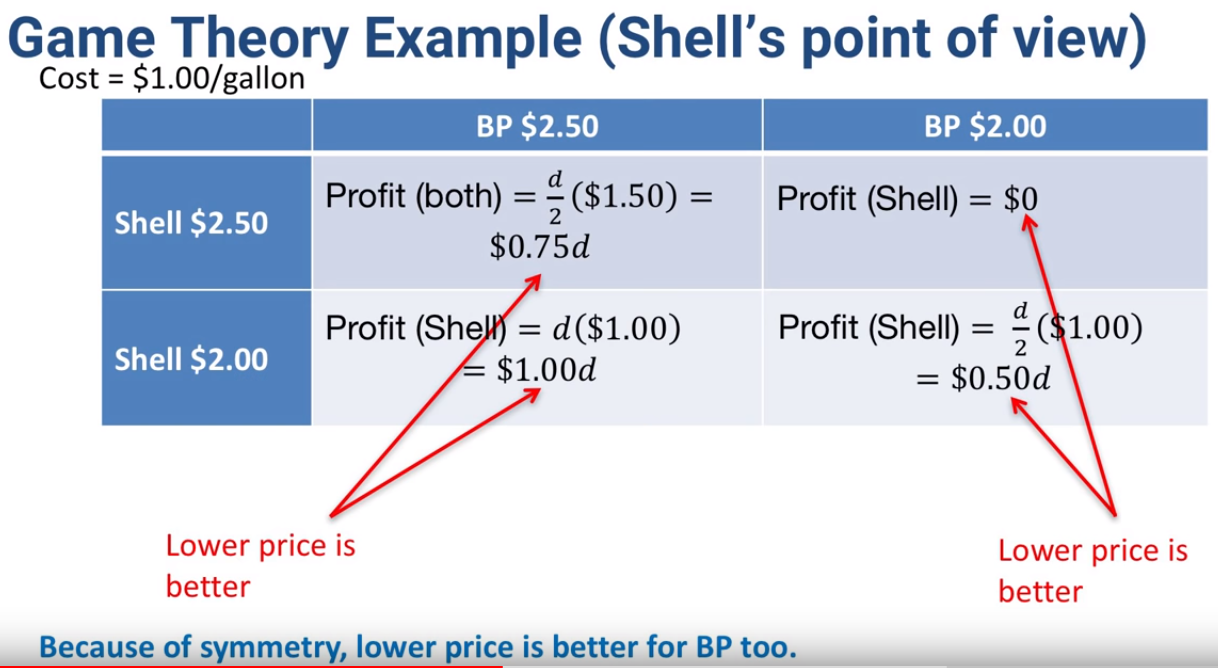 Game Theory Example (Shell's point of view)
Cost = $1.00/gallon
BP $2.50
BP $2.00
Shell $2.50
Profit (both) = d/2 ($1.50) =
$0.75d
Profit (Shell) = $0
Shell $2.00
Profit (Shell) = d($1.00)
= $1.00d
Profit (Shell) = d/2 ($1.00)
= $0.50d
Lower price is
better
Lower price is
better
Because of symmetry, lower price is better for BP too.